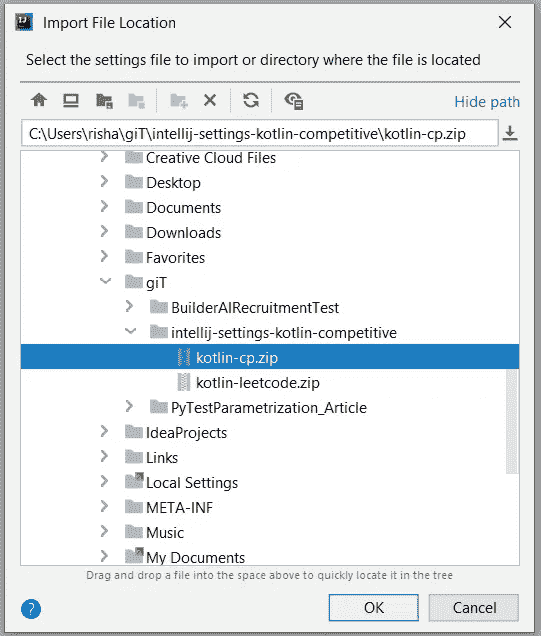 Import File Location
Select the settings file to import or directory where the file is located
Hide path
C:\Users\risha\giT\intellij-settings-kotlin-competitive\kotlin-cp.zip
Creative Cloud Files
Desktop
Documents
Downloads
Favorites
giT
BuilderAIRecruitmentTest
intellij-settings-kotlin-competitive
kotlin-cp.zip
kotlin-leetcode.zip
PyTestParametrization_Article
IdeaProjects
Links
Local Settings
META-INF
Music
My Documents
Drag and drop a file into the space above to quickly locate it in the tree
? OK Cancel